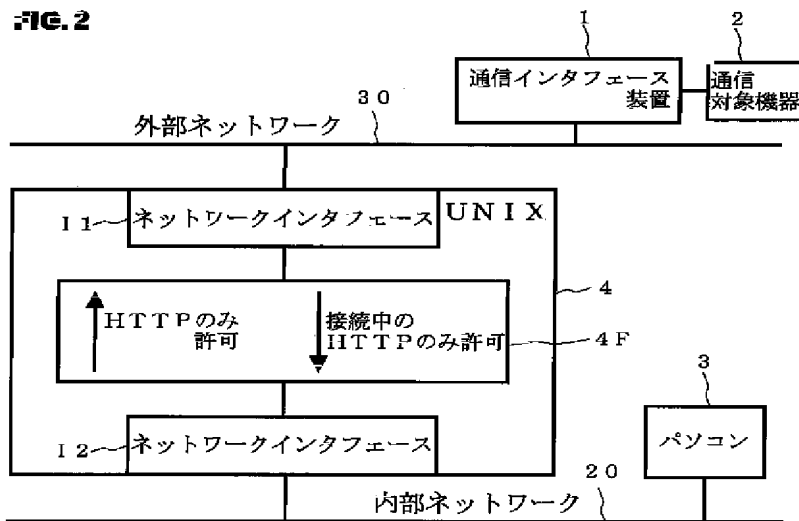 FIG. 2
1
2
通信インタフェース
装置
通信
対象機器
30
外部ネットワーク
I1
ネットワークインタフェース
UNIX
HTTPのみ
許可
接続中の
HTTPのみ許可
4
4F
3
パソコン
I2
ネットワークインタフェース
20
内部ネットワーク